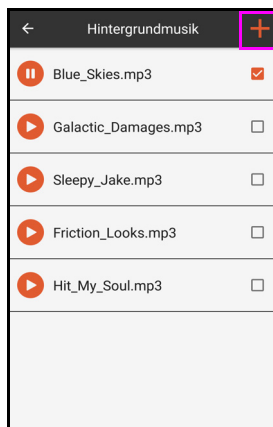 Hintergrundmusik
Blue_Skies.mp3
Galactic_Damages.mp3
Sleepy_Jake.mp3
Friction_Looks.mp3
Hit_My_Soul.mp3